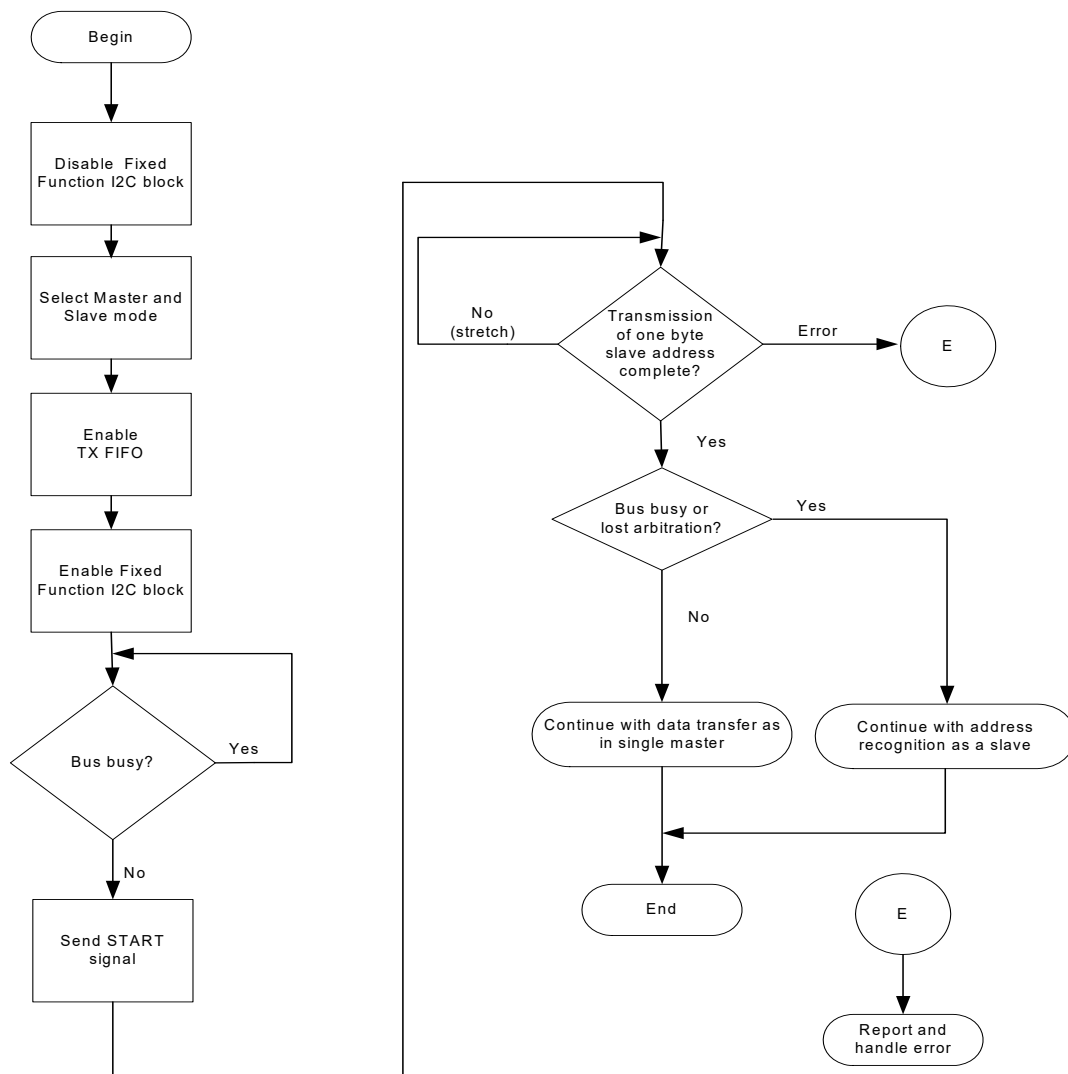 Begin
Disable Fixed
Function I2C block
Select Master and
Slave mode
Enable
TX FIFO
Enable Fixed
Function I2C block
Bus busy?
Yes
No
Send START
signal
No
(stretch)
Transmission
of one byte
slave address
complete?
Error
E
Yes
Bus busy or
lost arbitration?
Yes
No
Continue with data transfer as
in single master
Continue with address
recognition as a slave
End
E
Report and
handle error